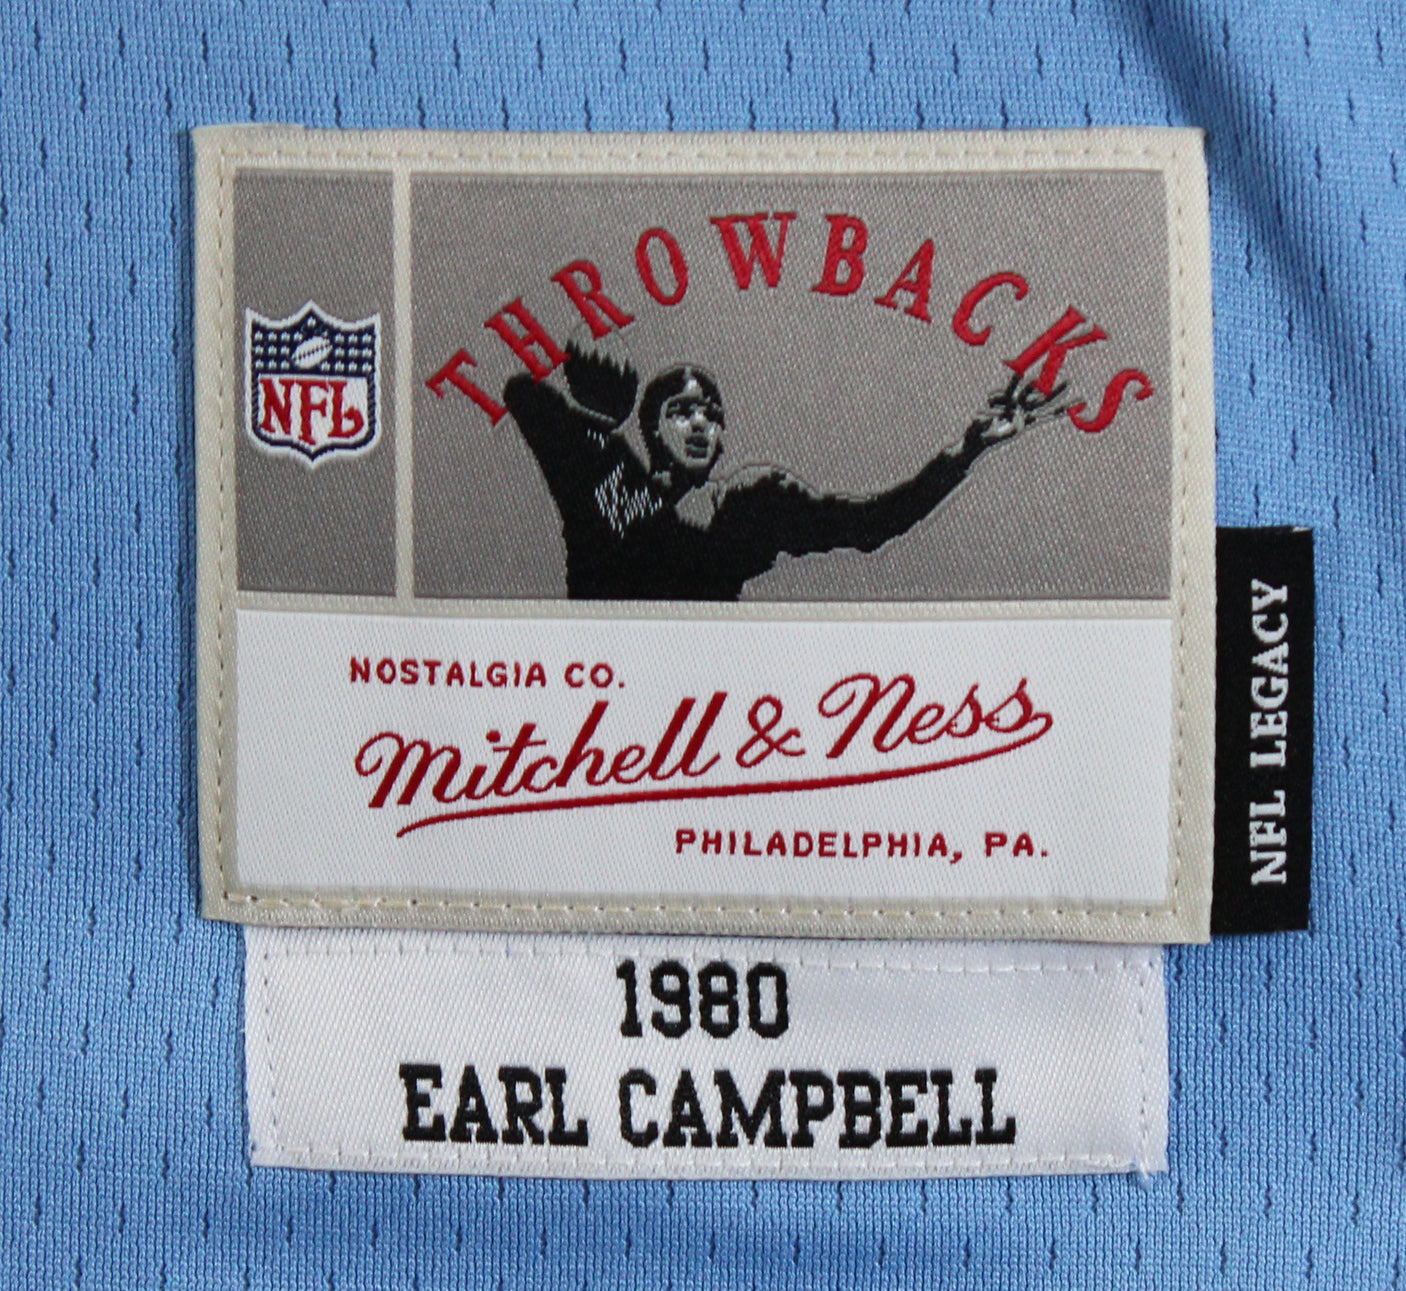 THROWBACKS
NFL
NOSTALGIA CO.
Mitchell & Ness
PHILADELPHIA, PA.
NFL LEGACY
1980
EARL CAMPBELL